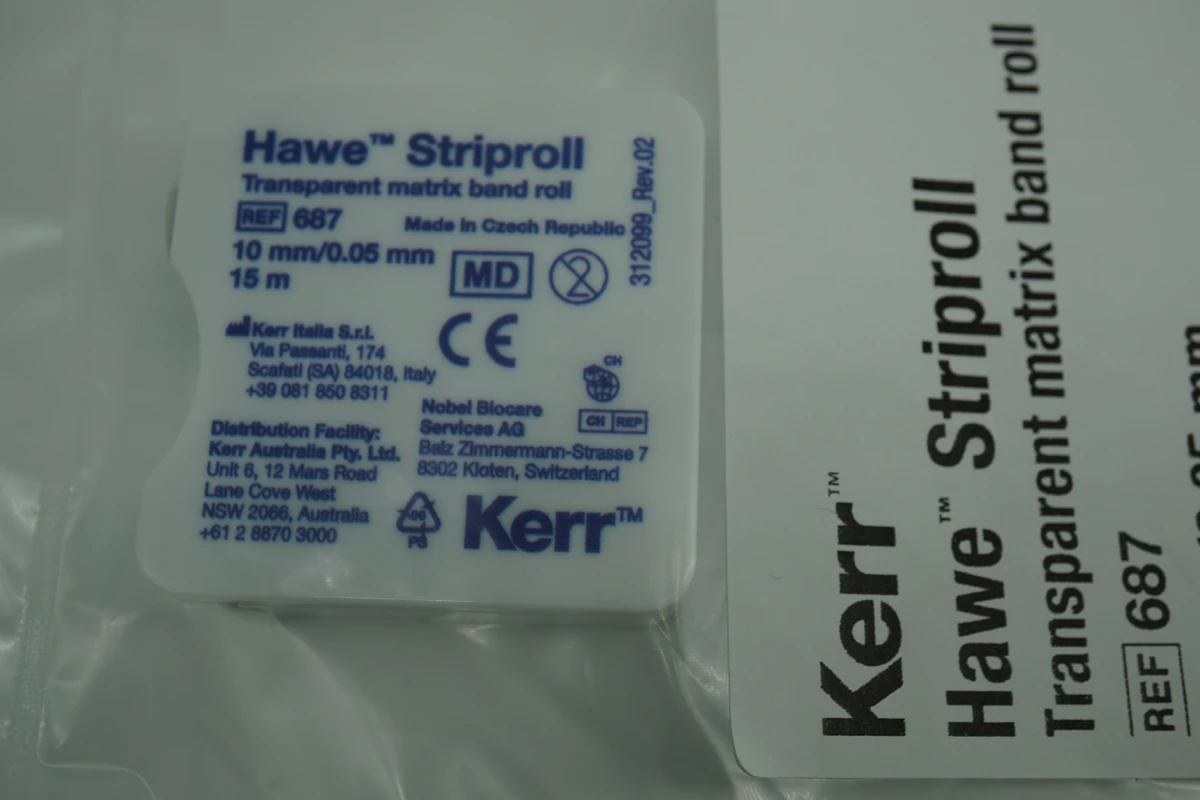 Hawe™ Striproll
Transparent matrix band roll
REF 687
Made in Czech Republic
10 mm/0.05 mm
15 m
MD
2
312099_Rev.02
CE
Kerr Italia S.r.l.
Via Passanti, 174
Scafati (SA) 84018, Italy
+39 081 850 8311
CH
CH REP
Nobel Biocare
Services AG
Balz Zimmermann-Strasse 7
8302 Kloten, Switzerland
Distribution Facility:
Kerr Australia Pty. Ltd.
Unit 6, 12 Mars Road
Lane Cove West
NSW 2066, Australia
+61 2 8870 3000
06
PS
Kerr™
Kerr™
Hawe™ Striproll
Transparent matrix band roll
REF 687
mm